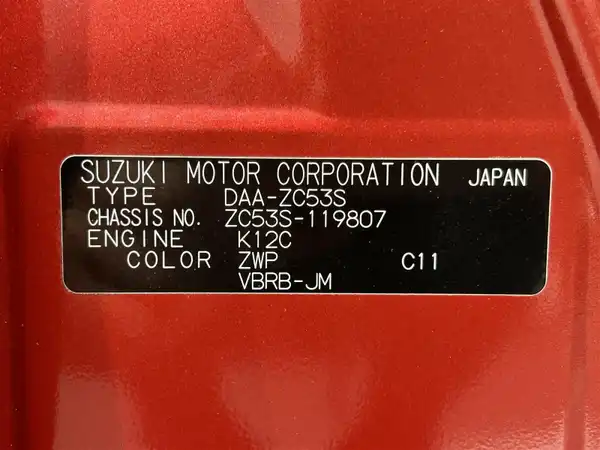 SUZUKI MOTOR CORPORATION JAPAN
TYPE DAA-ZC53S
CHASSIS NO. ZC53S-119807
ENGINE K12C
COLOR ZWP C11
VBRB-JM